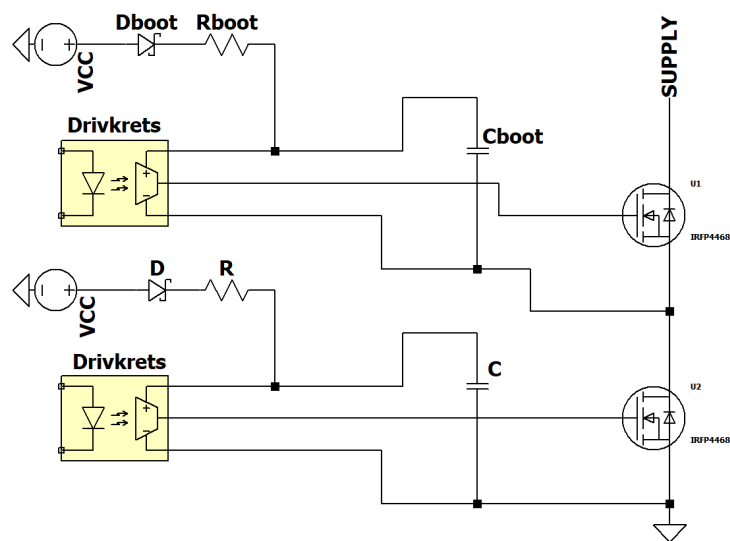 Dboot
Rboot
VCC
SUPPLY
Drivkrets
Cboot
U1
IRFP4468
D
R
VCC
Drivkrets
C
U2
IRFP4468